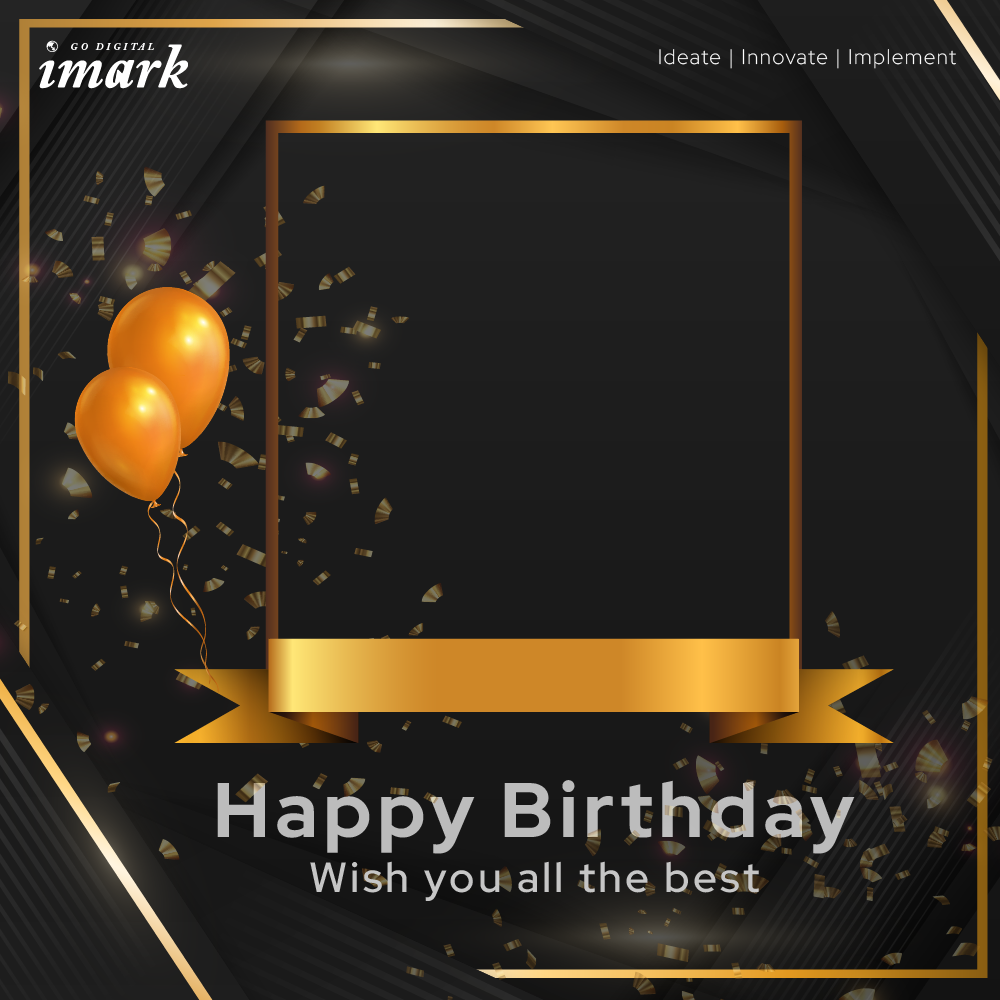 GO DIGITAL
imark
Ideate | Innovate | Implement
Happy Birthday
Wish you all the best